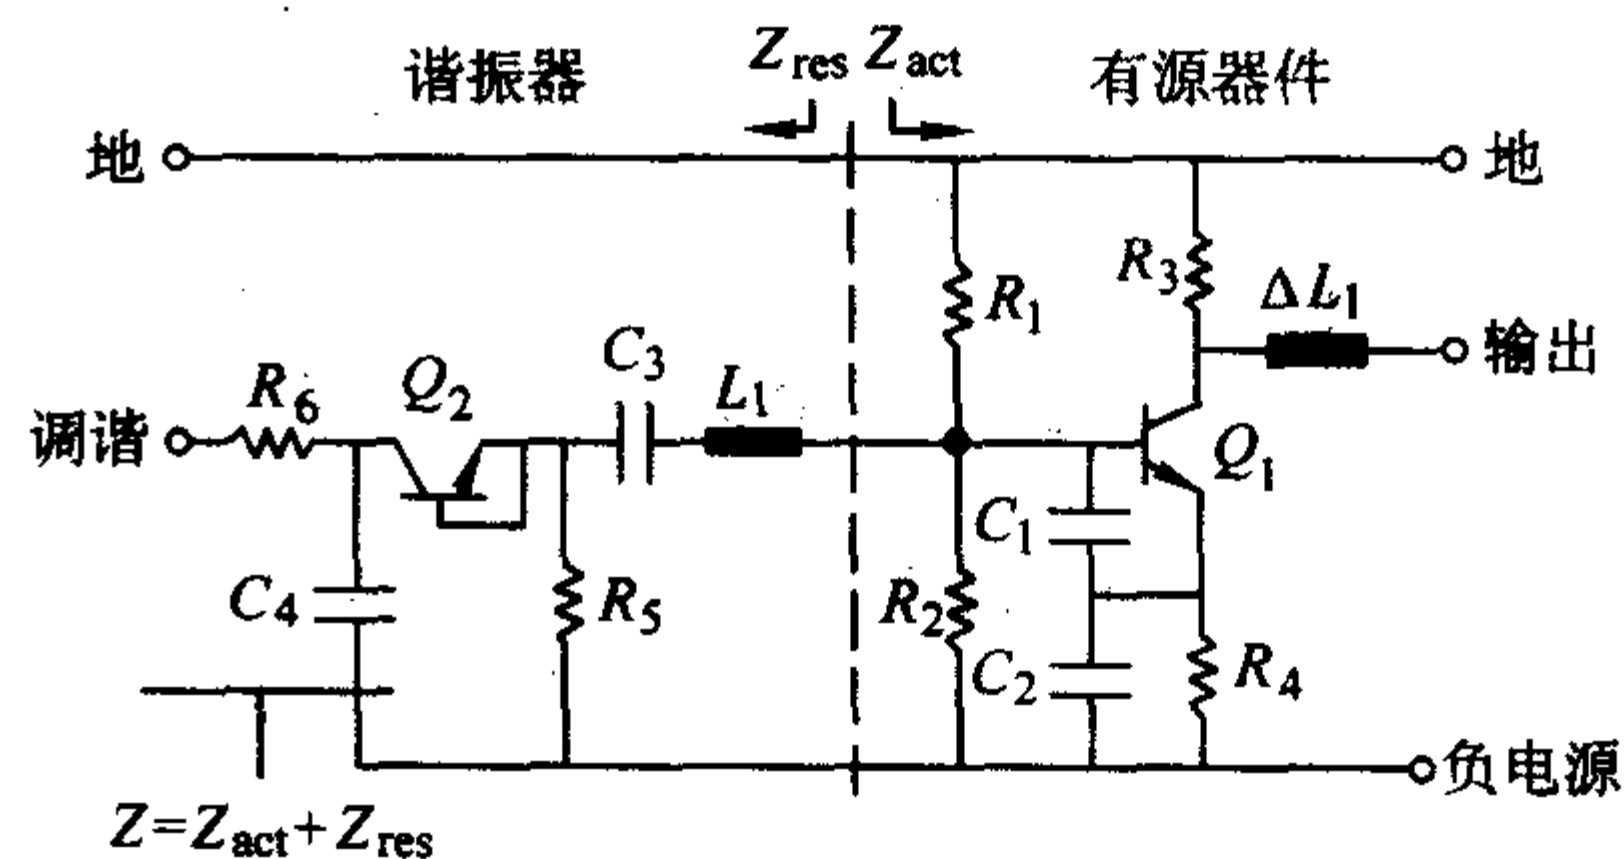 谐振器
Z_res Z_act
有源器件
地
地
R_3
ΔL_1
R_1
输出
C_3
R_6
Q_2
L_1
调谐
Q_1
C_1
C_4
R_5
R_2
C_2
R_4
负电源
Z=Z_act+Z_res